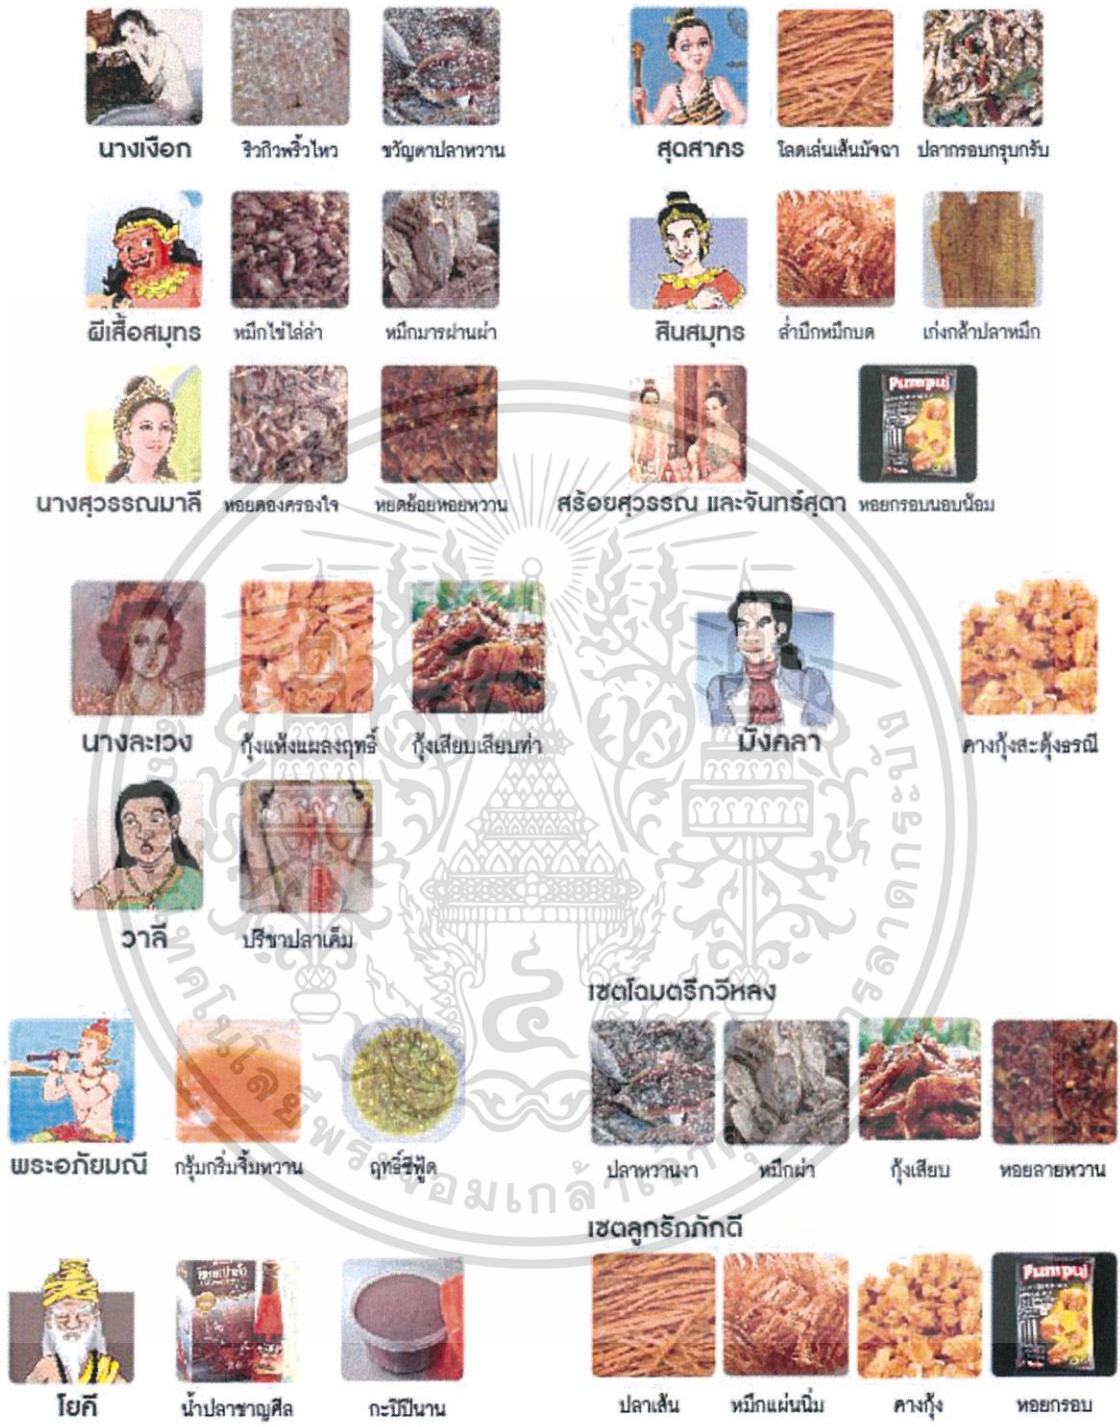 นางเงือก ริวกิวพริ้วไหว ขวัญตาปลาหวาน
สุดสาคร โลดเล่นเส้นมัจฉา ปลากรอบกรุบกรับ
ผีเสื้อสมุทร หมึกไข่ไล่ล่า หมึกมารผ่านผ่า
สินสมุทร ล่ำบึกหมึกบด เก่งกล้าปลาหมึก
Pumpui
นางสุวรรณมาลี หอยดองครองใจ หยดย้อยหอยหวาน
สร้อยสุวรรณ และจันทร์สุดา หอยกรอบนอบน้อม
นางละเวง กุ้งแห้งแผลงฤทธิ์ กุ้งเสียบเลียบท่า
มังคลา คางกุ้งสะดุ้งธรณี
วาลี ปรีชาปลาเค็ม
เซตโฉมตรึกวีหลง
พระอภัยมณี กรุ้มกริ่มจิ้มหวาน ฤทธิ์ซีฟู้ด
ปลาหวานงา หมึกผ่า กุ้งเสียบ หอยลายหวาน
เซตลูกรักภักดี
Pumpui
โยคี น้ำปลาชาญศีล กะปิปีนาน
ปลาเส้น หมึกแผ่นนิ่ม คางกุ้ง หอยกรอบ